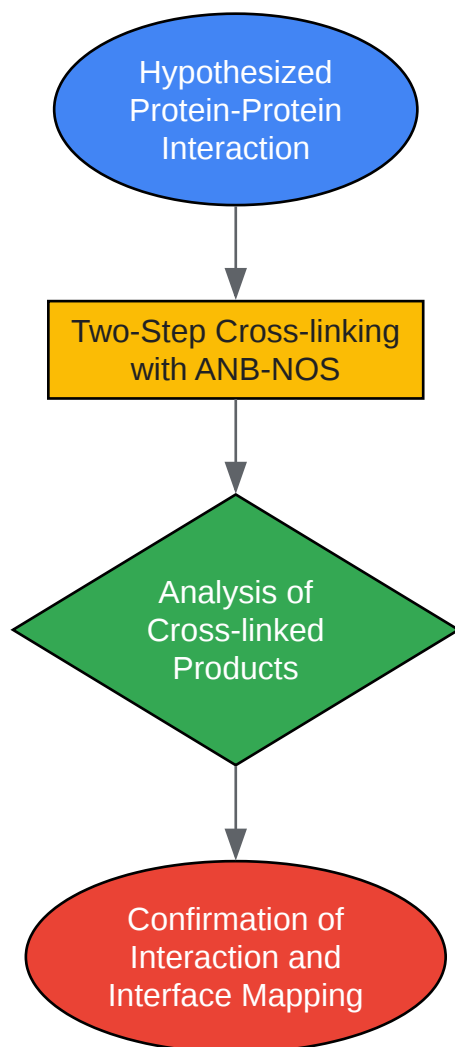 Hypothesized
Protein-Protein
Interaction
Two-Step Cross-linking
with ANB-NOS
Analysis of
Cross-linked
Products
Confirmation of
Interaction and
Interface Mapping